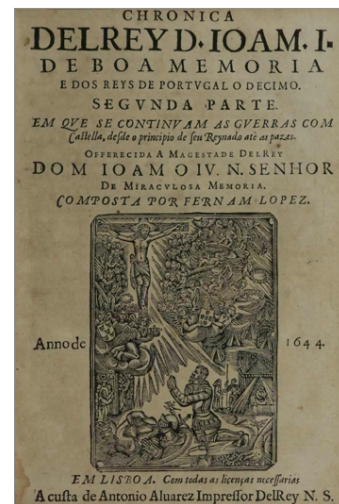 CHRONICA
DELREY D. IOAM. I.
DE BOA MEMORIA
E DOS REYS DE PORTVGAL O DECIMO.
SEGVNDA PARTE.
EM QVE SE CONTINVAM AS GVERRAS COM
Castella, desde o principio de seu Reynado atè as pazes.
OFFERECIDA A MAGESTADE DELREY
DOM IOAM O IV. N. SENHOR
DE MIRACVLOSA MEMORIA.
COMPOSTA POR FERNAM LOPEZ.
Anno de 1644.
EM LISBOA. Com todas as licenças necessarias
A custa de Antonio Aluarez Impressor DelRey N. S.